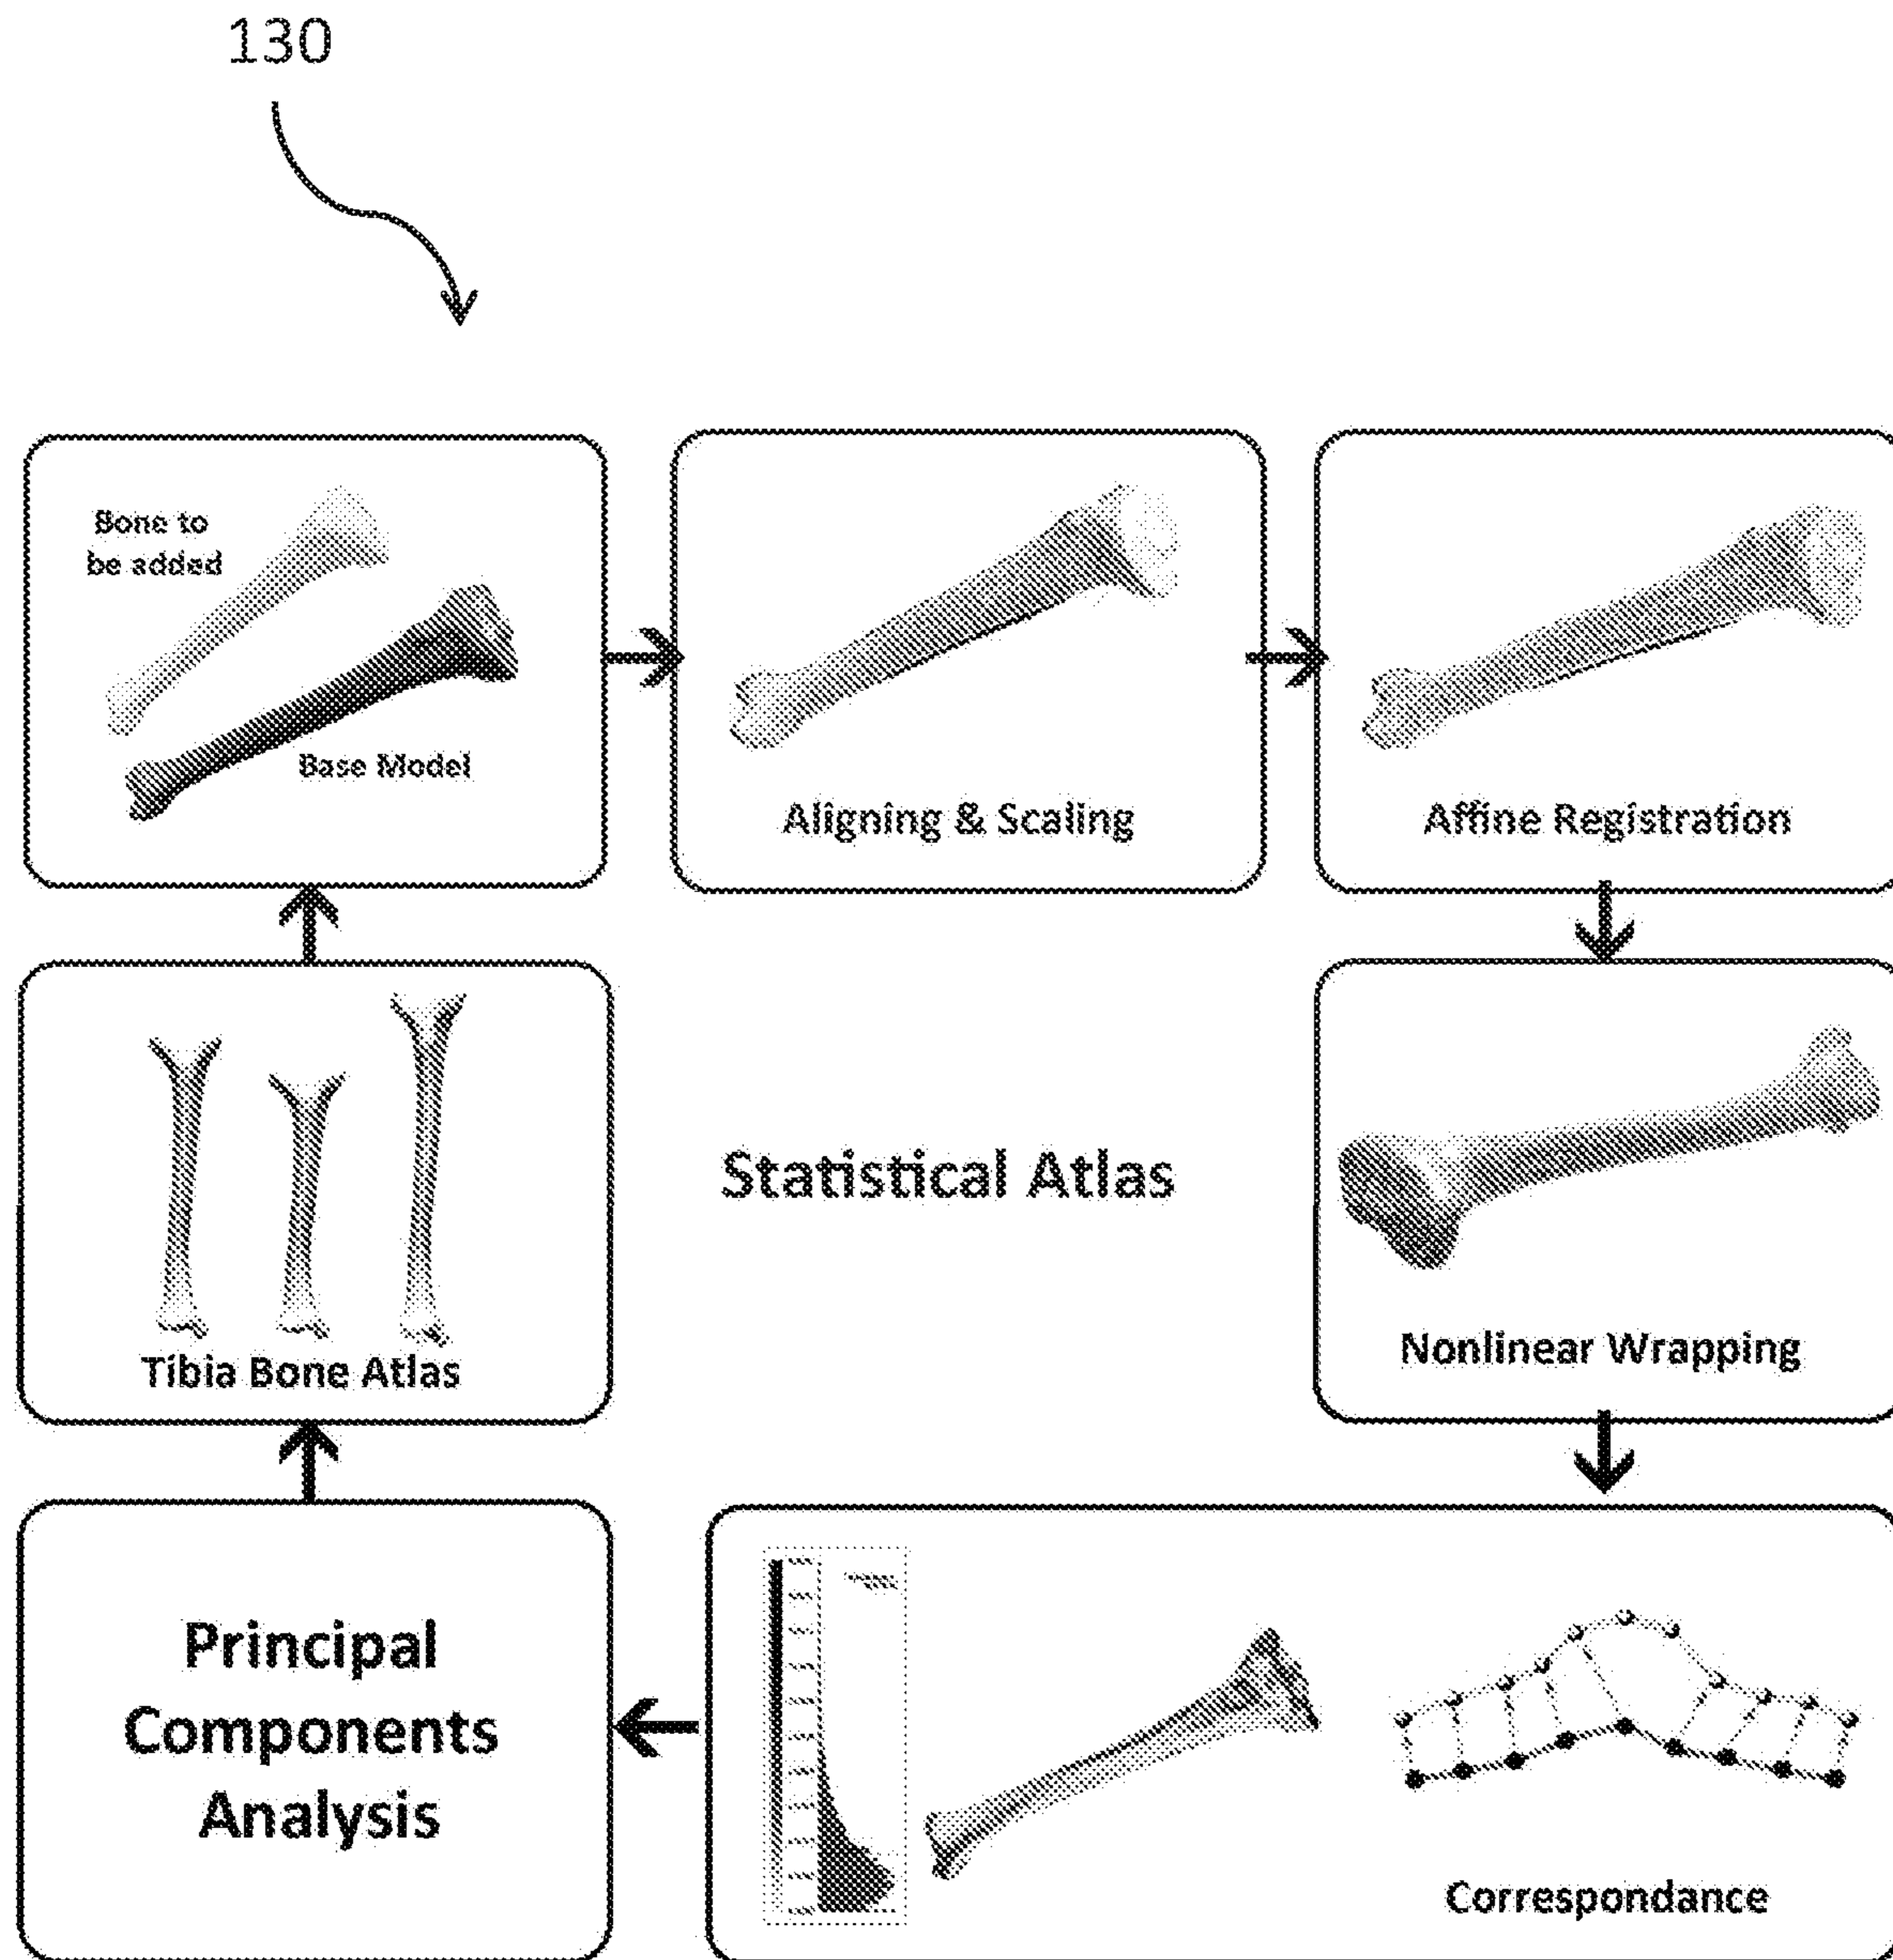 130
Bone to
be added
Base Model
Aligning & Scaling
Affine Registration
Tibia Bone Atlas
Statistical Atlas
Nonlinear Wrapping
Principal
Components
Analysis
Correspondance